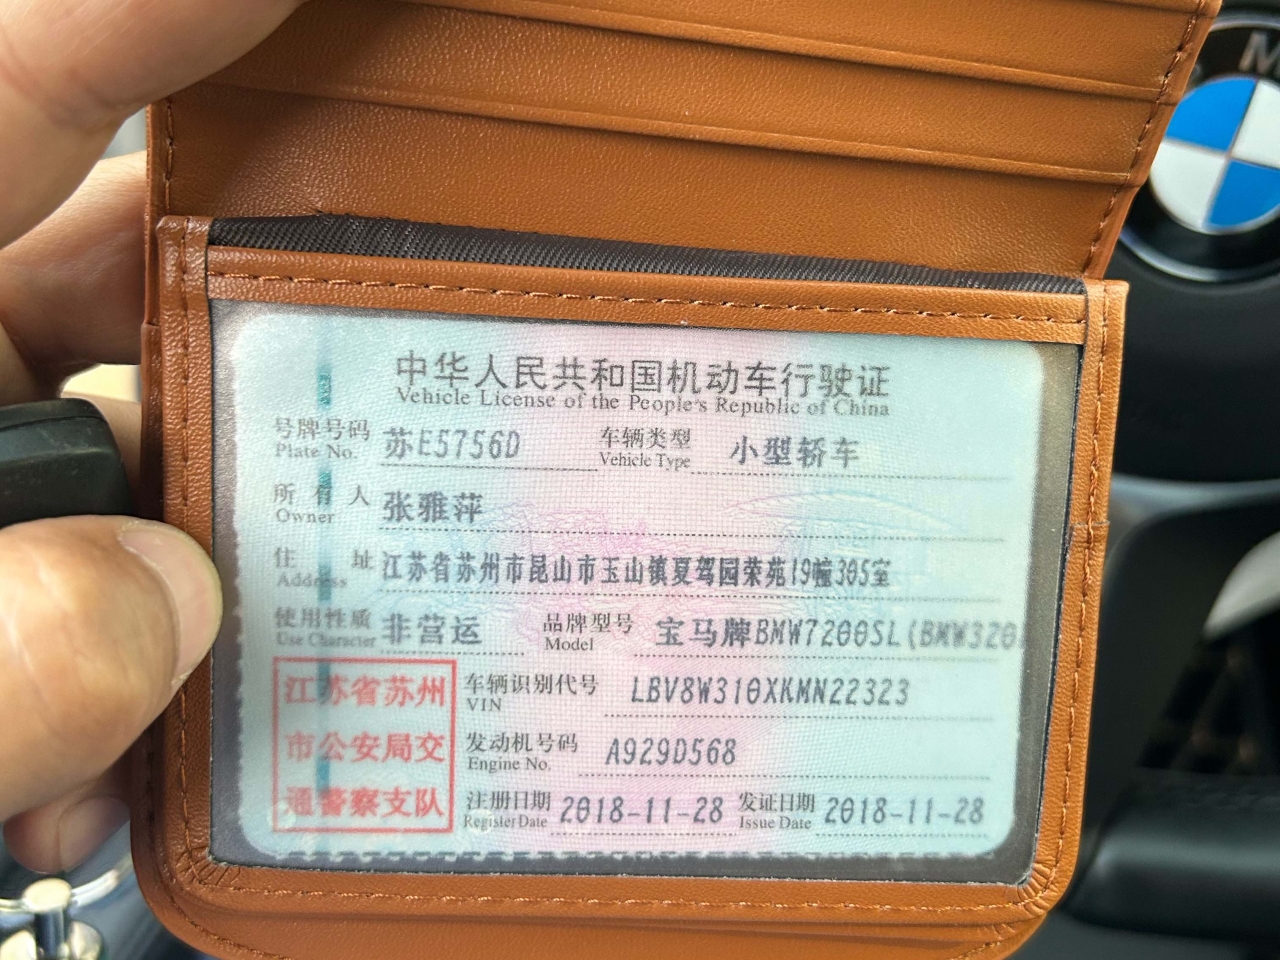 中华人民共和国机动车行驶证
Vehicle License of the People's Republic of China
号牌号码 苏E5756D 车辆类型 小型轿车
Plate No. Vehicle Type
所有人 张雅萍
Owner
住址 江苏省苏州市昆山市玉山镇夏驾园荣苑19幢305室
Address
使用性质 非营运 品牌型号 宝马牌BMW7200SL(BMW320
Use Character Model
江苏省苏州 车辆识别代号 LBV8W310XKMN22323
VIN
市公安局交 发动机号码 A929D568
Engine No.
通警察支队 注册日期 2018-11-28 发证日期 2018-11-28
Register Date Issue Date
M